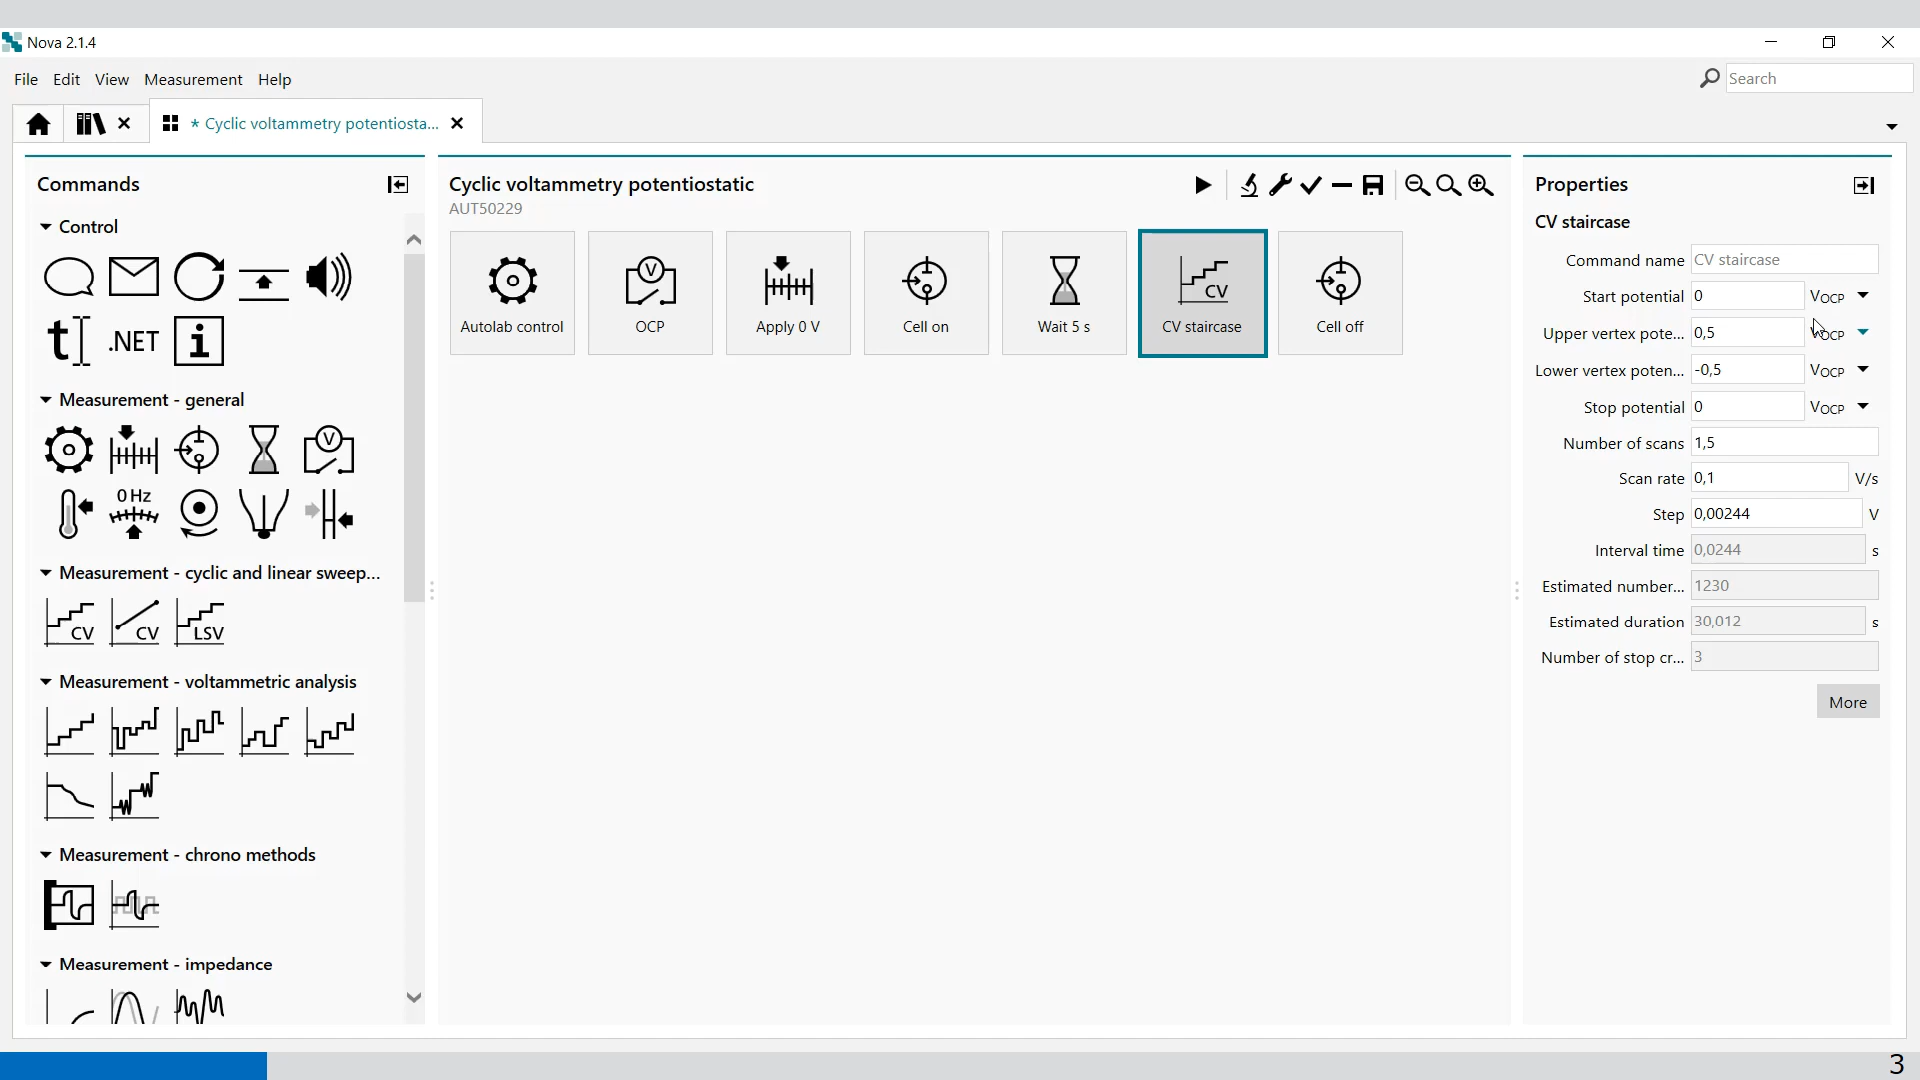 Nova 2.1.4
File Edit View Measurement Help
Search
* Cyclic voltammetry potentiosta...
Commands
Control
.NET
Measurement - general
0 Hz
Measurement - cyclic and linear sweep...
CV CV LSV
Measurement - voltammetric analysis
Measurement - chrono methods
Measurement - impedance
Cyclic voltammetry potentiostatic
AUT50229
Autolab control
V
OCP
Apply 0 V
Cell on
Wait 5 s
CV
CV staircase
Cell off
Properties
CV staircase
Command name CV staircase
Start potential 0 VOCP
Upper vertex pote... 0,5 VOCP
Lower vertex poten... -0,5 VOCP
Stop potential 0 VOCP
Number of scans 1,5
Scan rate 0,1 V/s
Step 0,00244 V
Interval time 0,0244 s
Estimated number... 1230
Estimated duration 30,012 s
Number of stop cr... 3
More
3